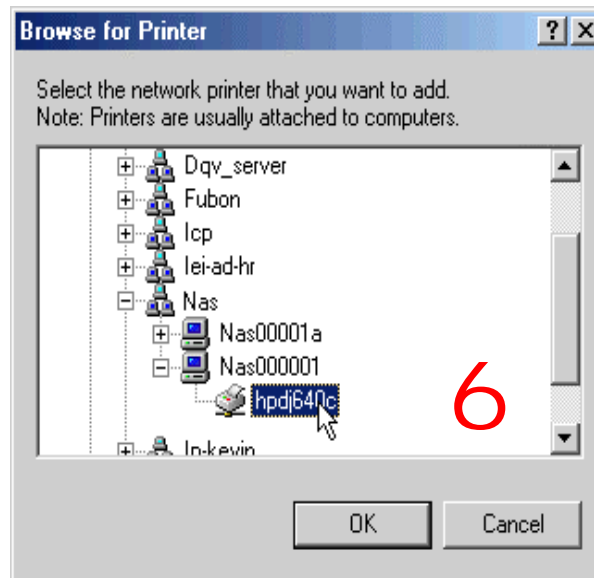 Browse for Printer
Select the network printer that you want to add.
Note: Printers are usually attached to computers.
Dqv_server
Fubon
Icp
Iei-ad-hr
Nas
Nas00001a
Nas000001
hpdj640c
6
OK Cancel